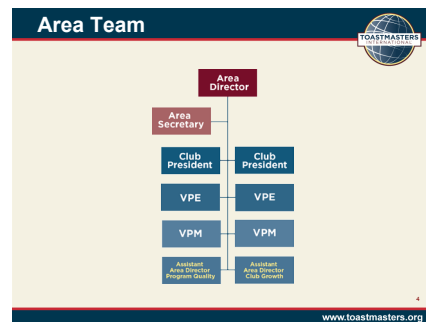 Area Team
TOASTMASTERS
INTERNATIONAL
Area
Director
Area
Secretary
Club
President
Club
President
VPE
VPE
VPM
VPM
Assistant
Area Director
Program Quality
Assistant
Area Director
Club Growth
4
www.toastmasters.org